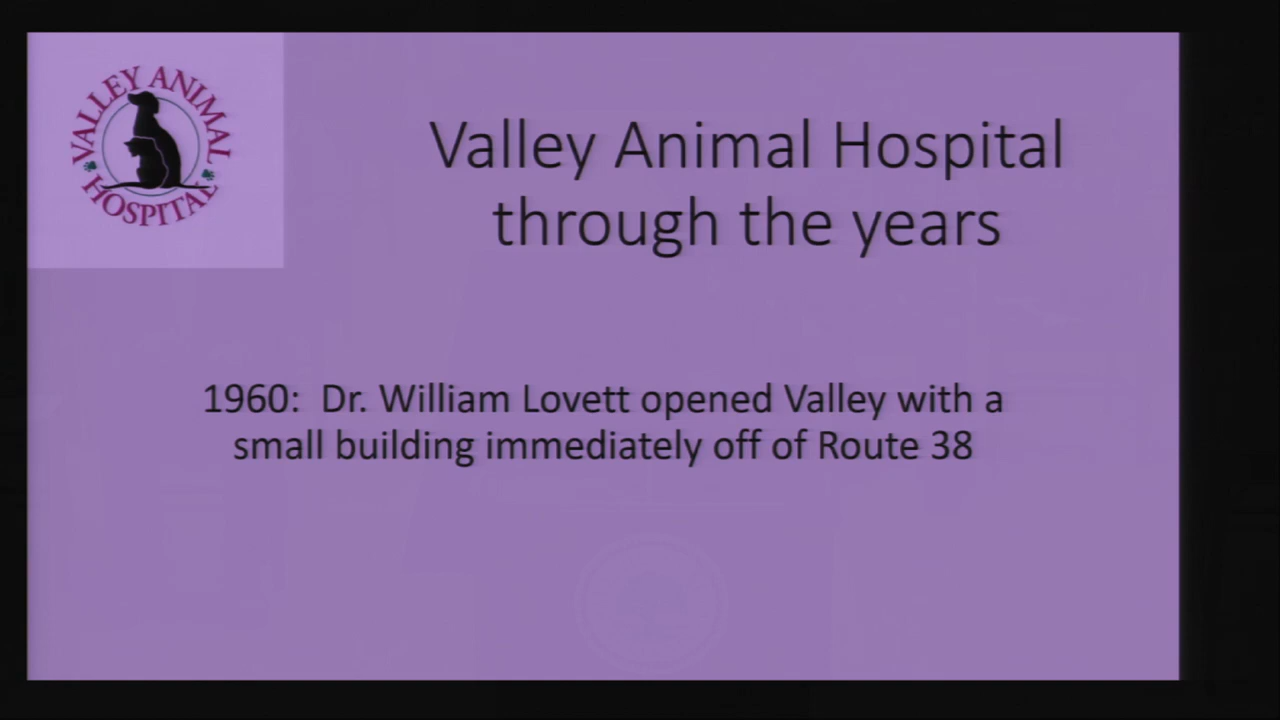 VALLEY ANIMAL
HOSPITAL
Valley Animal Hospital
through the years
1960:  Dr. William Lovett opened Valley with a
small building immediately off of Route 38